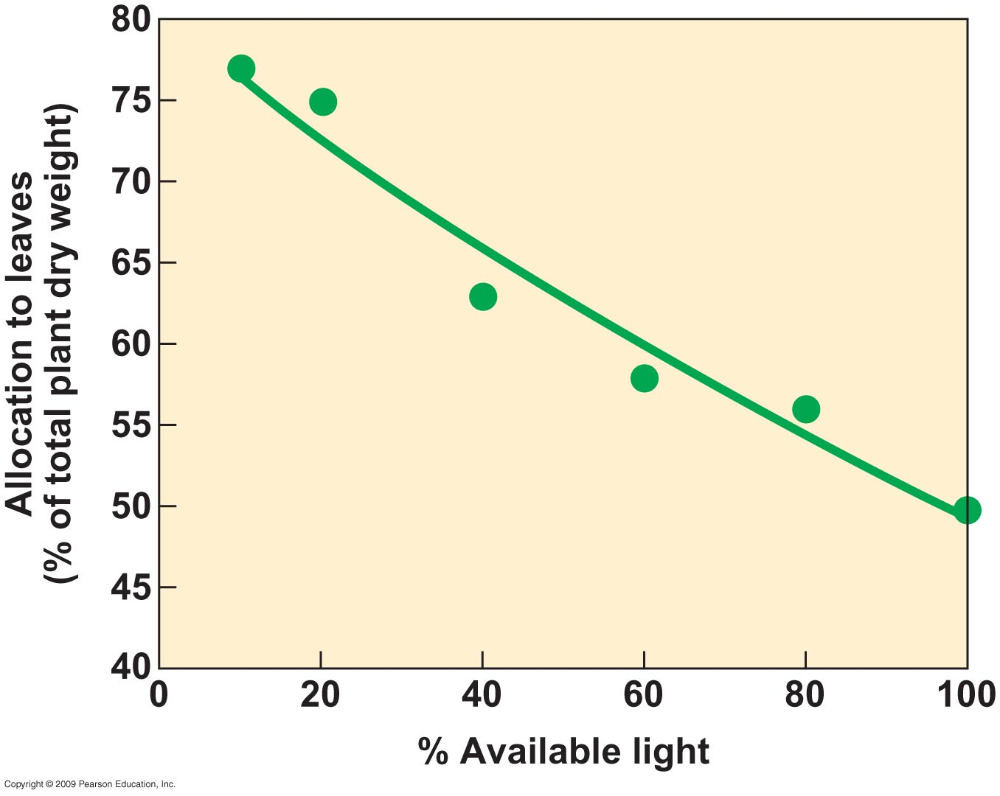 Allocation to leaves
(% of total plant dry weight)
80
75
70
65
60
55
50
45
40
0 20 40 60 80 100
% Available light
Copyright © 2009 Pearson Education, Inc.